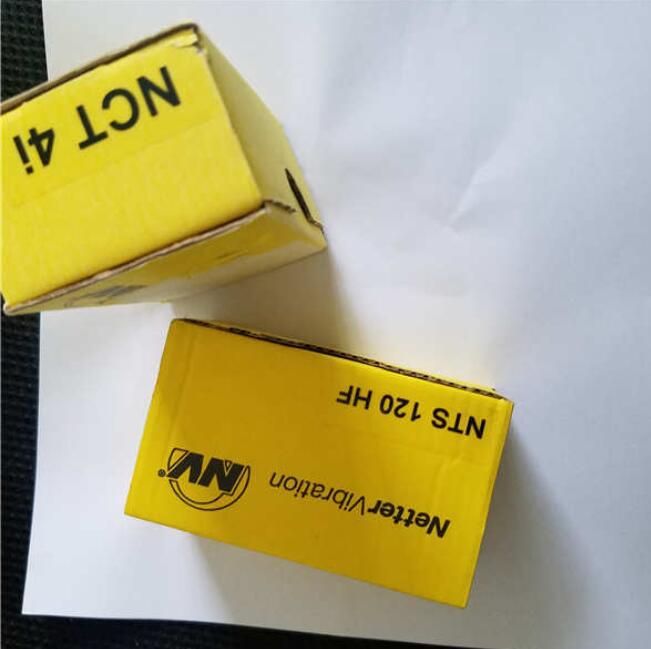 NCT 4i
NetterVibration NV®
NTS 120 HF